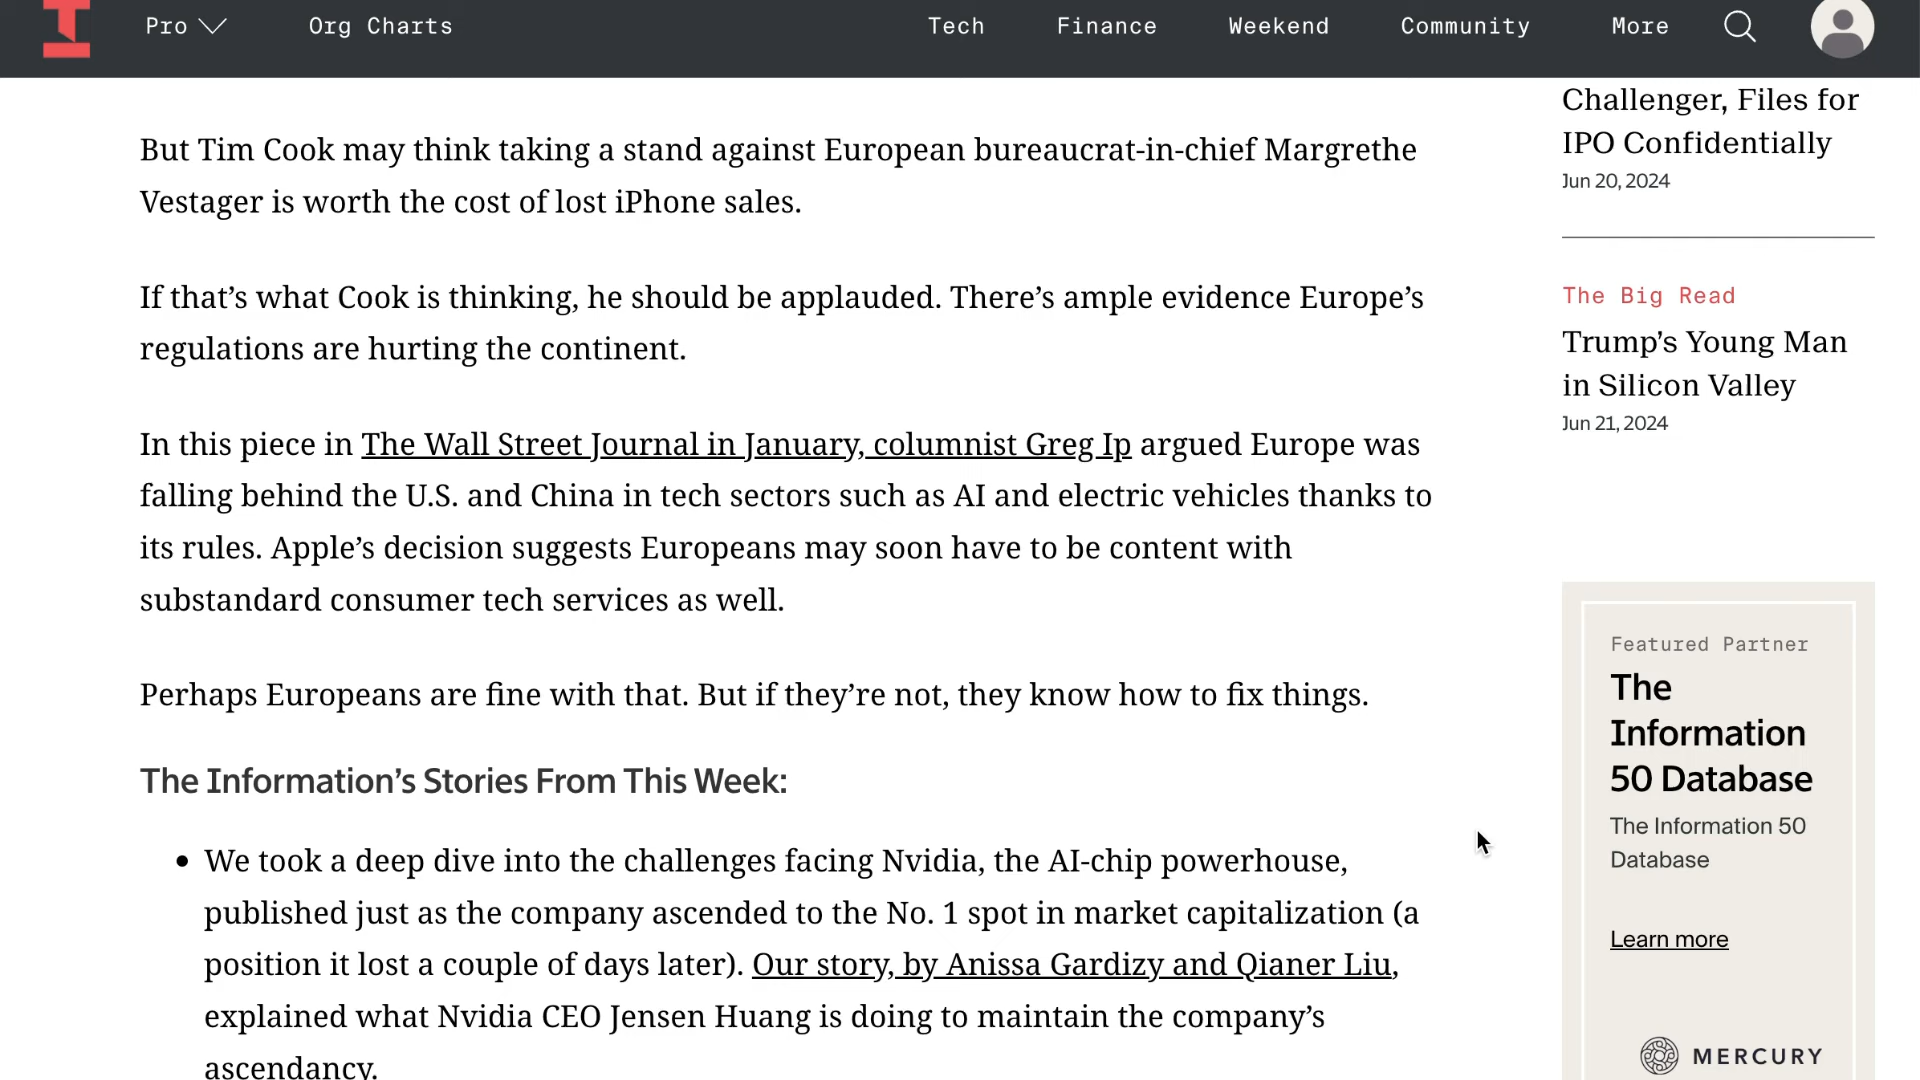 Pro
Org Charts
Tech
Finance
Weekend
Community
More
But Tim Cook may think taking a stand against European bureaucrat-in-chief Margrethe
Vestager is worth the cost of lost iPhone sales.
If that’s what Cook is thinking, he should be applauded. There’s ample evidence Europe’s
regulations are hurting the continent.
In this piece in The Wall Street Journal in January, columnist Greg Ip argued Europe was
falling behind the U.S. and China in tech sectors such as AI and electric vehicles thanks to
its rules. Apple’s decision suggests Europeans may soon have to be content with
substandard consumer tech services as well.
Perhaps Europeans are fine with that. But if they’re not, they know how to fix things.
The Information’s Stories From This Week:
• We took a deep dive into the challenges facing Nvidia, the AI-chip powerhouse,
published just as the company ascended to the No. 1 spot in market capitalization (a
position it lost a couple of days later). Our story, by Anissa Gardizy and Qianer Liu,
explained what Nvidia CEO Jensen Huang is doing to maintain the company’s
ascendancy.
Challenger, Files for
IPO Confidentially
Jun 20, 2024
The Big Read
Trump’s Young Man
in Silicon Valley
Jun 21, 2024
Featured Partner
The
Information
50 Database
The Information 50
Database
Learn more
MERCURY